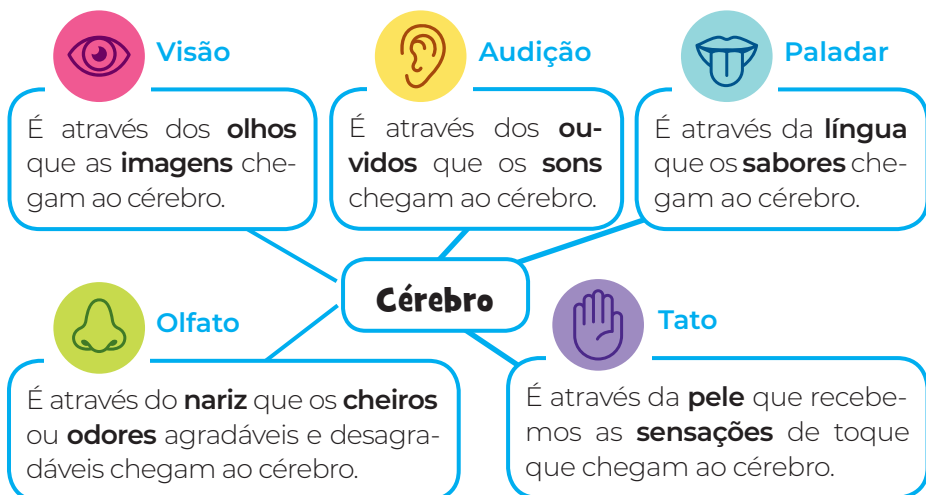 Visão
É através dos olhos
que as imagens che-
gam ao cérebro.
Audição
É através dos ou-
vidos que os sons
chegam ao cérebro.
Paladar
É através da língua
que os sabores che-
gam ao cérebro.
Cérebro
Olfato
É através do nariz que os cheiros
ou odores agradáveis e desagra-
dáveis chegam ao cérebro.
Tato
É através da pele que recebe-
mos as sensações de toque
que chegam ao cérebro.